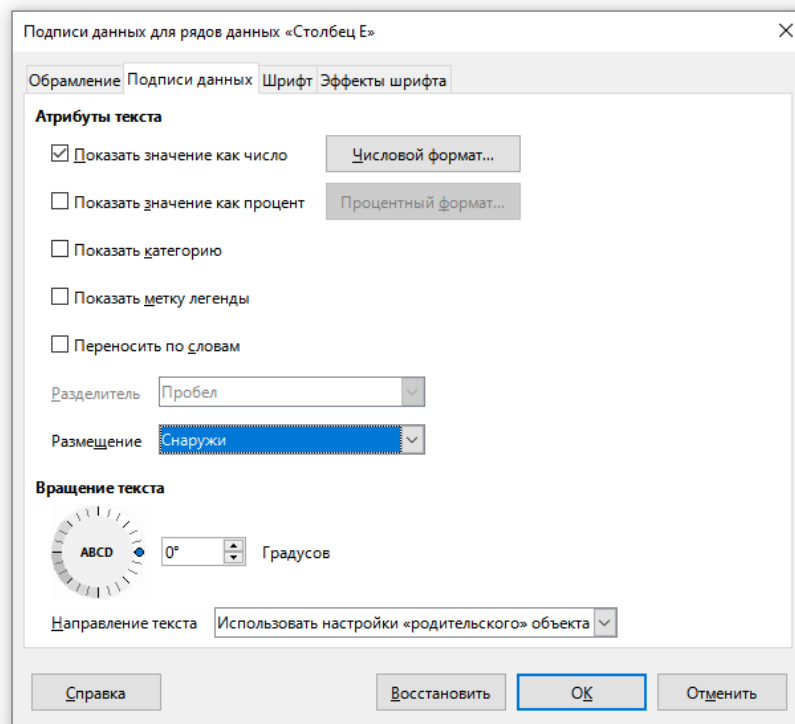 Подписи данных для рядов данных «Столбец E»
Обрамление Подписи данных Шрифт Эффекты шрифта
Атрибуты текста
Показать значение как число Числовой формат...
Показать значение как процент Процентный формат...
Показать категорию
Показать метку легенды
Переносить по словам
Разделитель Пробел
Размещение Снаружи
Вращение текста
ABCD 0° Градусов
Направление текста Использовать настройки «родительского» объекта
Справка Восстановить ОК Отменить